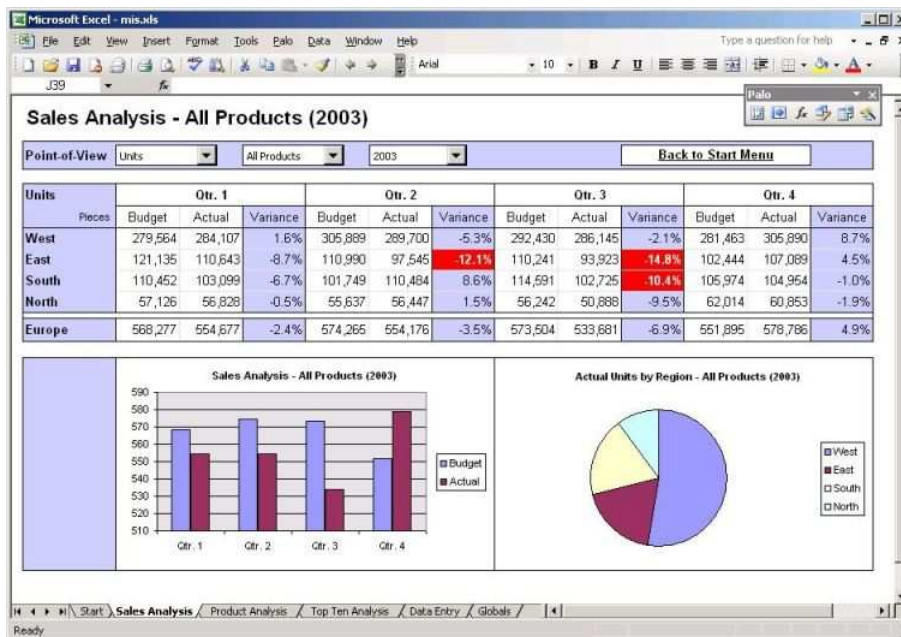 Microsoft Excel - mis.xls
File Edit View Insert Format Tools Palo Data Window Help Type a question for help
Arial 10 B I U
J39 fx
Palo
Sales Analysis - All Products (2003)
Point-of-View Units All Products 2003 Back to Start Menu
Units Qtr. 1 Qtr. 2 Qtr. 3 Qtr. 4
Pieces Budget Actual Variance Budget Actual Variance Budget Actual Variance Budget Actual Variance
West 279,564 284,107 1.6% 305,889 289,700 -5.3% 292,430 286,145 -2.1% 281,463 305,890 8.7%
East 121,135 110,643 -8.7% 110,990 97,545 -12.1% 110,241 93,923 -14.8% 102,444 107,089 4.5%
South 110,452 103,099 -6.7% 101,749 110,484 8.6% 114,591 102,725 -10.4% 105,974 104,954 -1.0%
North 57,126 56,828 -0.5% 55,637 56,447 1.5% 56,242 50,888 -9.5% 62,014 60,853 -1.9%
Europe 568,277 554,677 -2.4% 574,265 554,176 -3.5% 573,504 533,681 -6.9% 551,895 578,786 4.9%
Sales Analysis - All Products (2003)
590
580
570
560
550
540
530
520
510
Qtr. 1 Qtr. 2 Qtr. 3 Qtr. 4
Budget
Actual
Actual Units by Region - All Products (2003)
West
East
South
North
Start Sales Analysis Product Analysis Top Ten Analysis Data Entry Globals
Ready